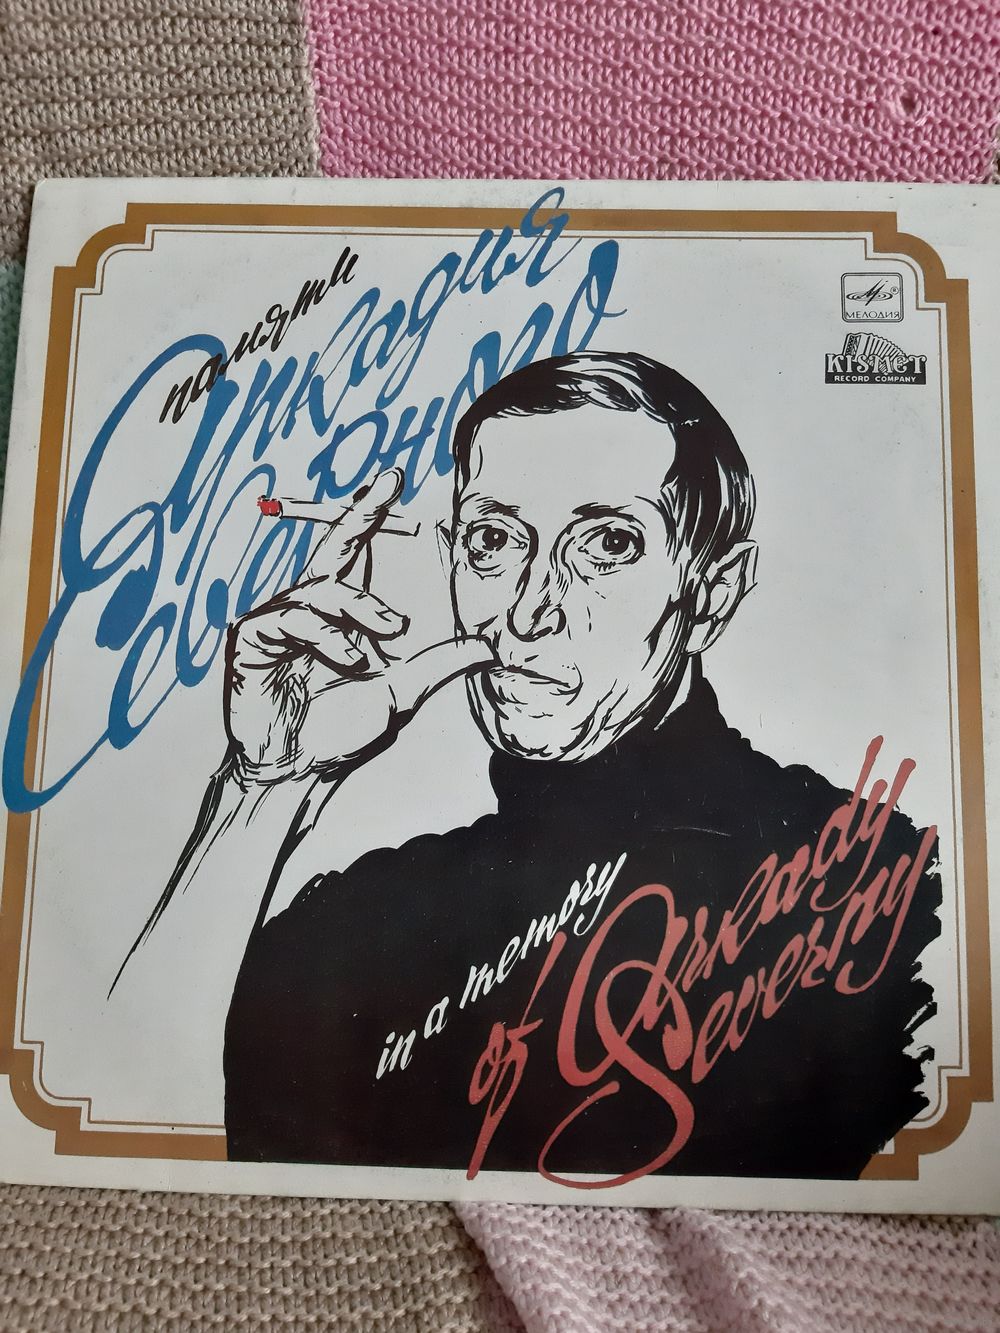 памяти
Аркадия
Северного
МЕЛОДИЯ
KISMET
RECORD COMPANY
in a memory
of Arkady
Severny